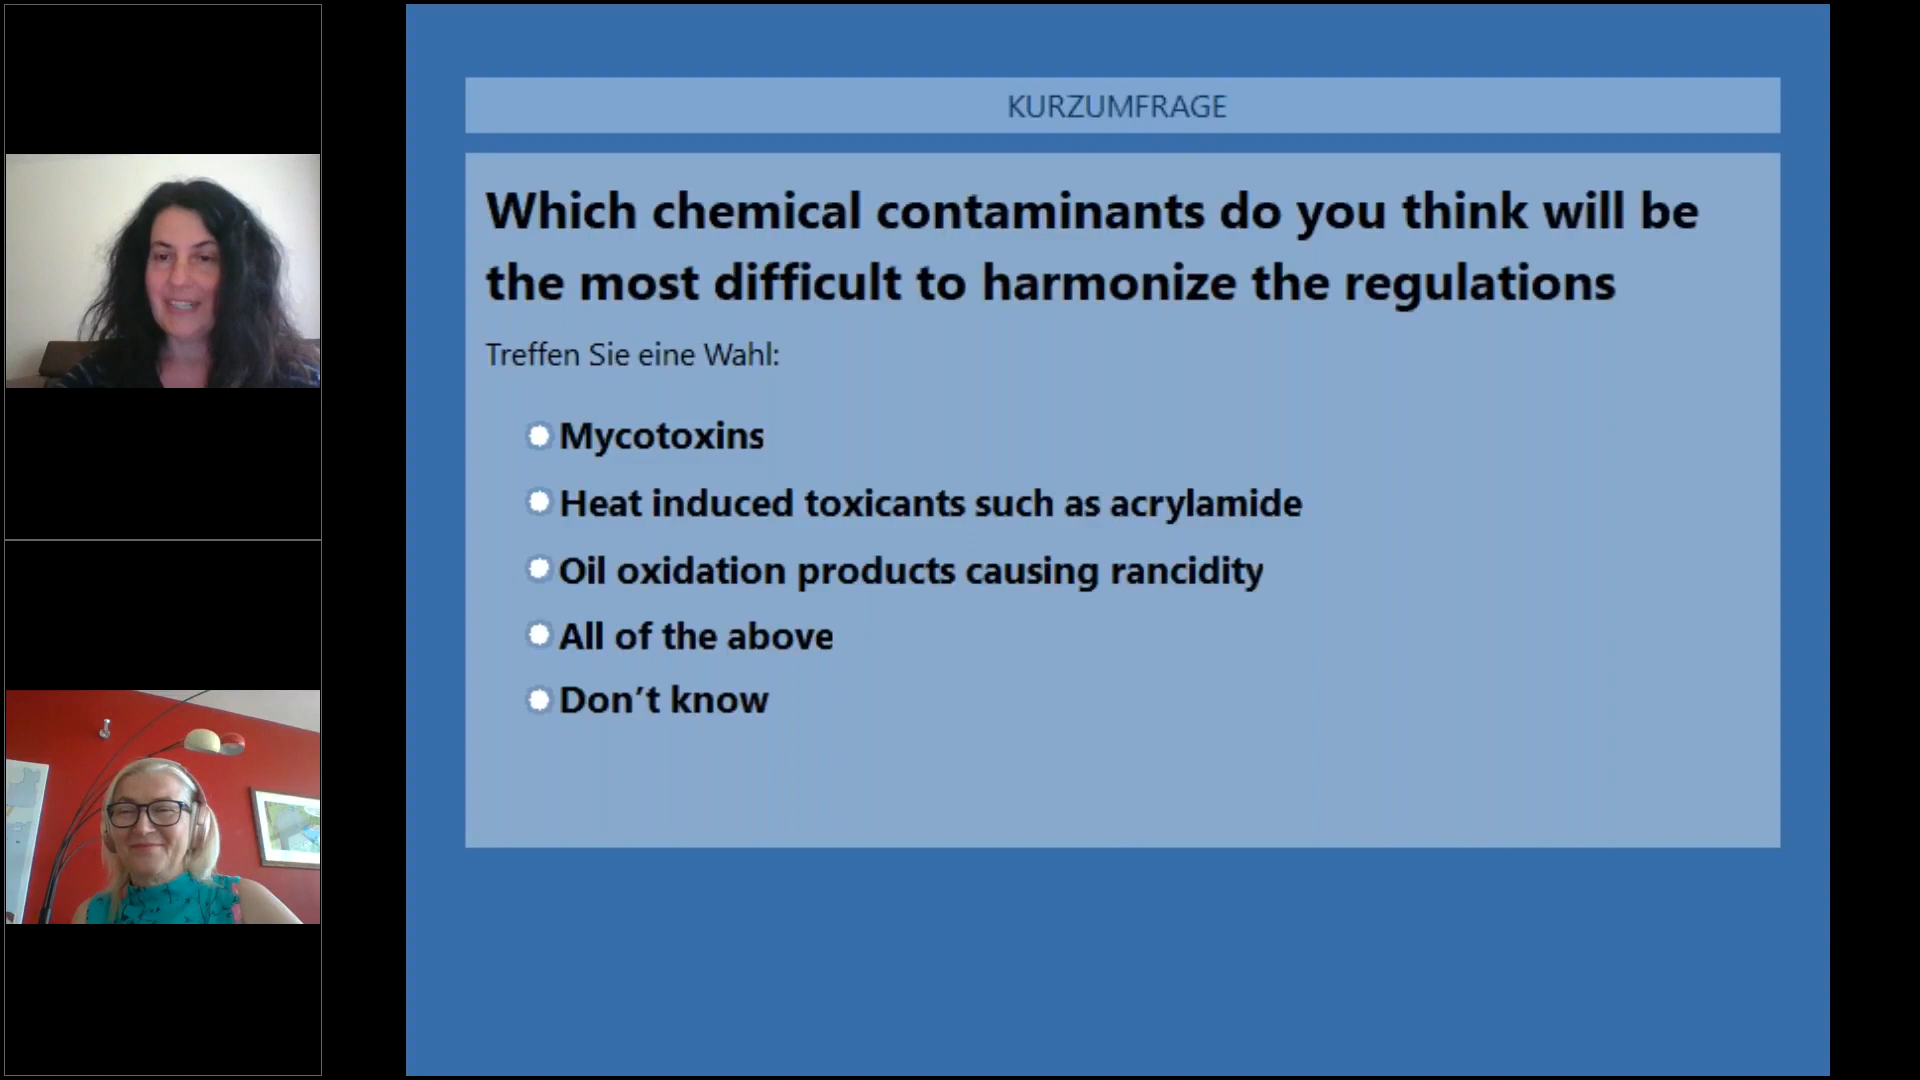 KURZUMFRAGE
Which chemical contaminants do you think will be
the most difficult to harmonize the regulations
Treffen Sie eine Wahl:
Mycotoxins
Heat induced toxicants such as acrylamide
Oil oxidation products causing rancidity
All of the above
Don’t know